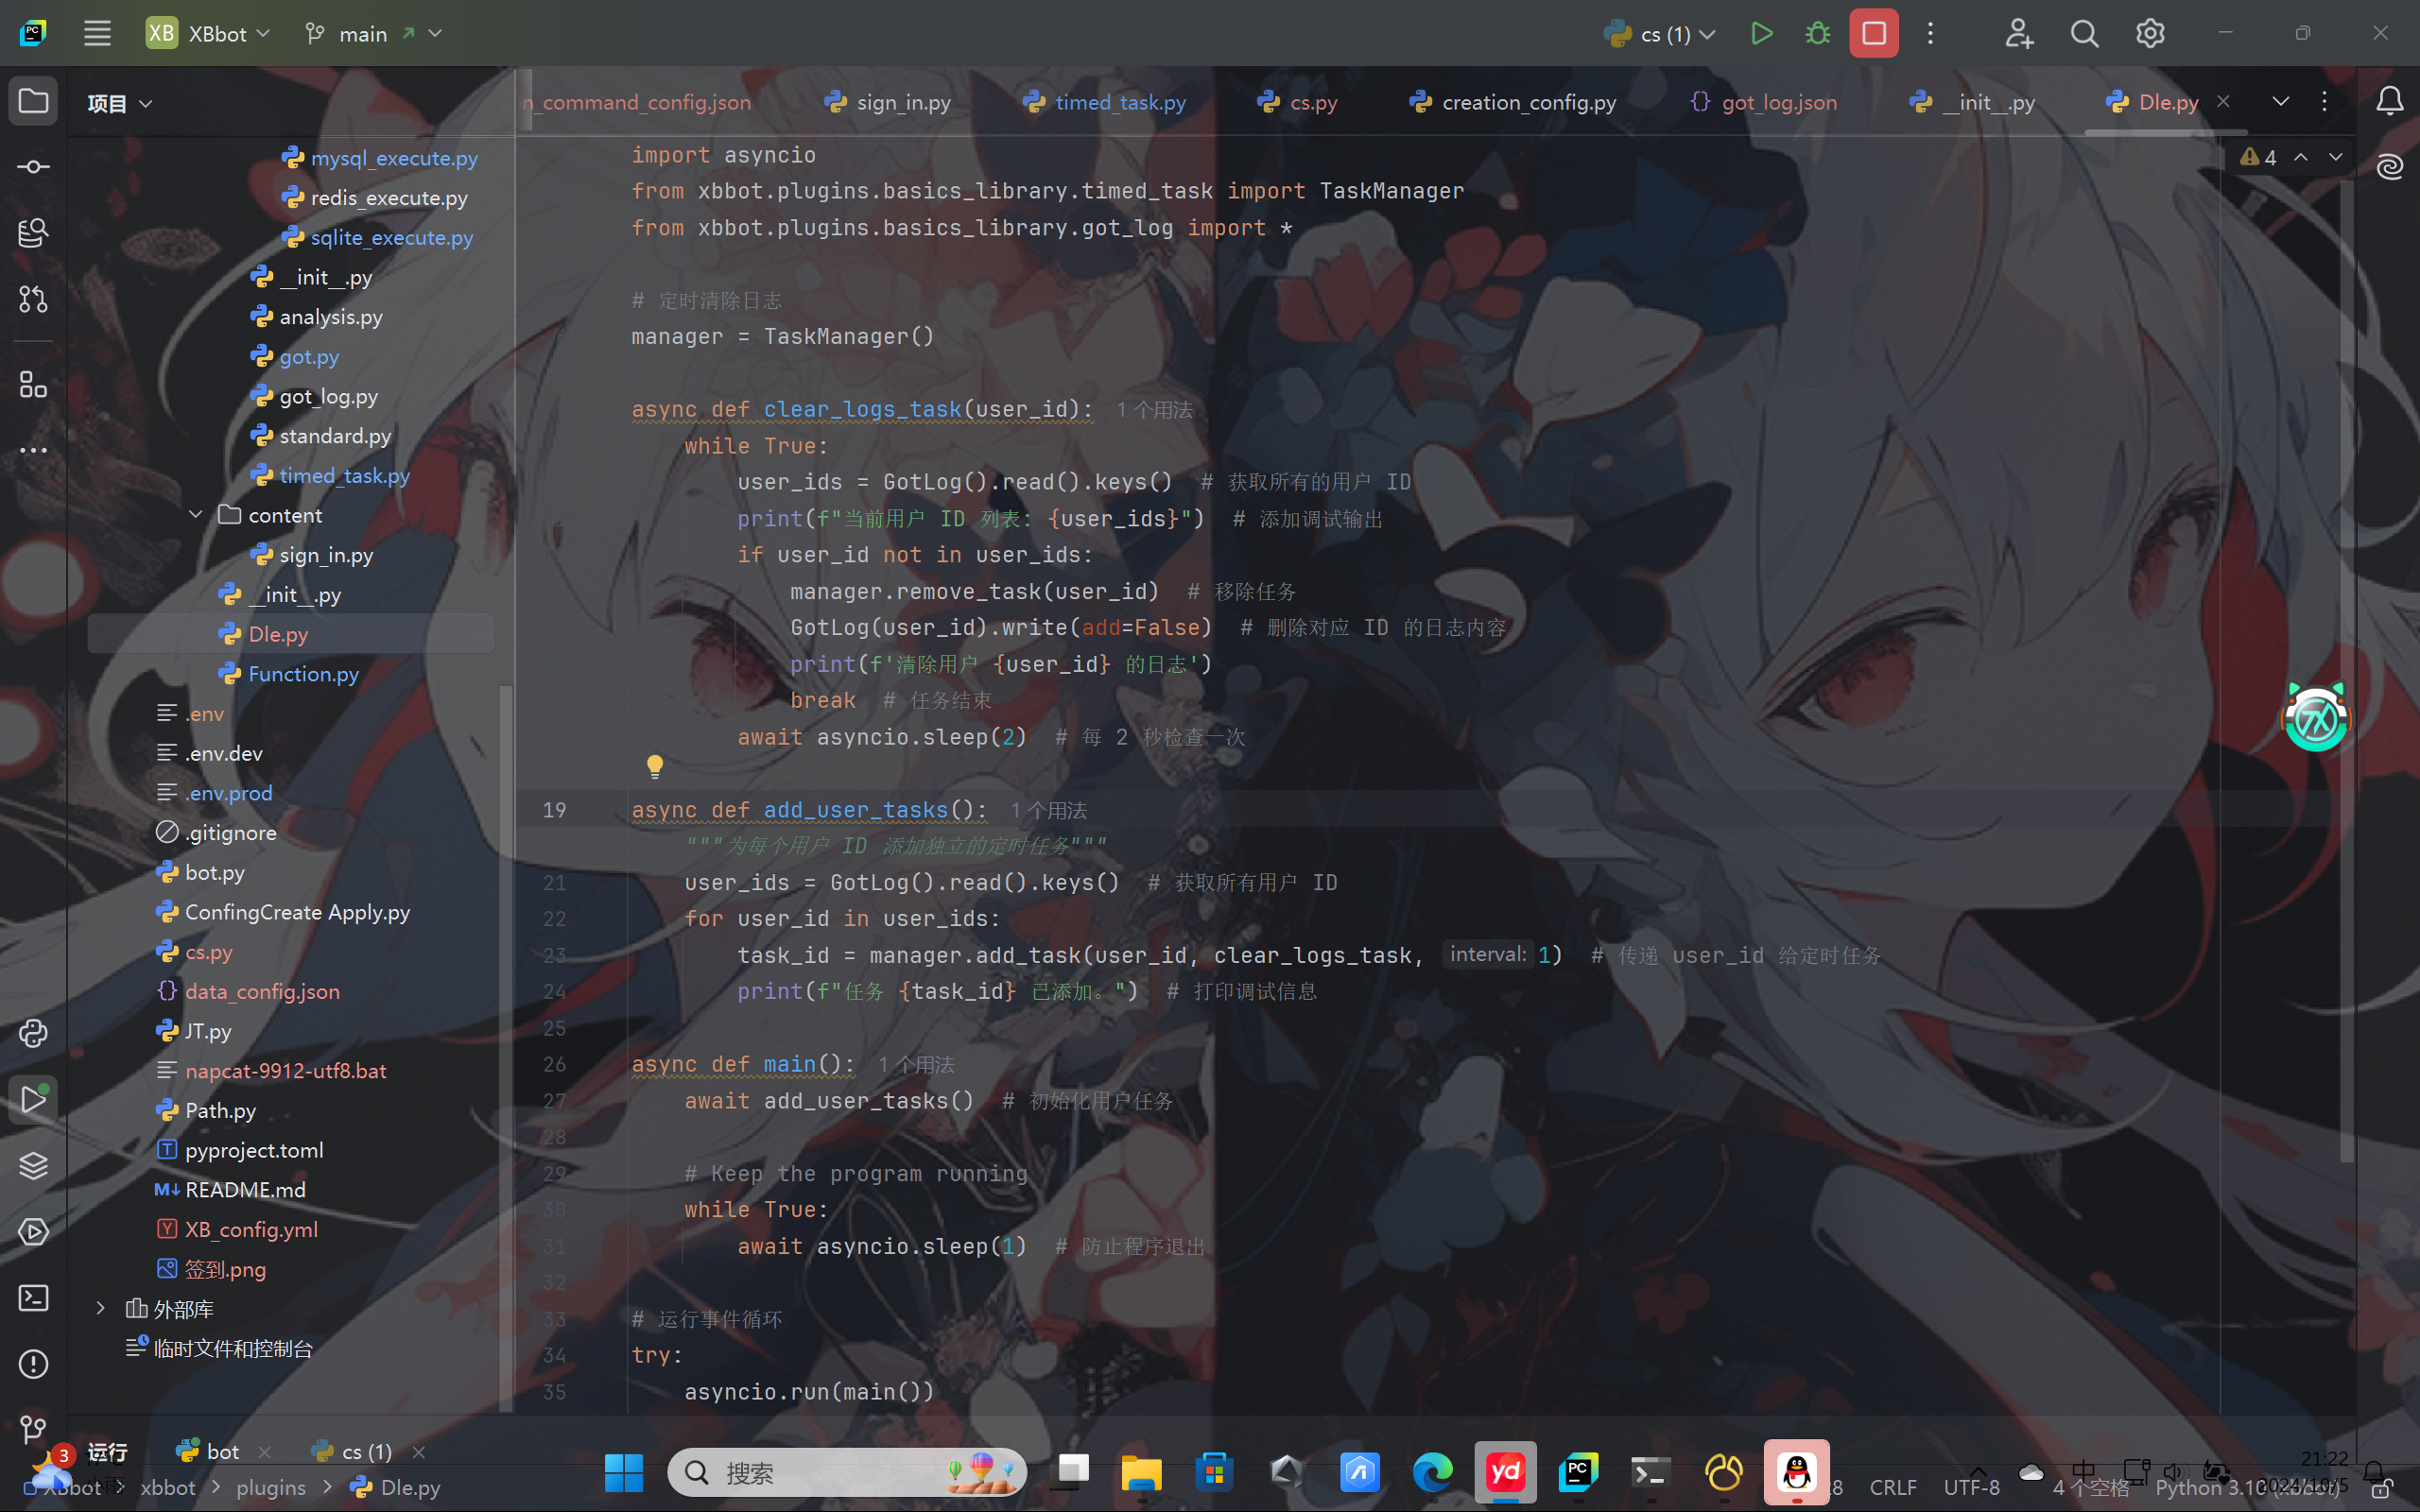 XB XBbot main cs (1)
项目
n_command_config.json sign_in.py timed_task.py cs.py creation_config.py got_log.json __init__.py Dle.py
4
mysql_execute.py
redis_execute.py
sqlite_execute.py
__init__.py
analysis.py
got.py
got_log.py
standard.py
timed_task.py
content
sign_in.py
__init__.py
Dle.py
Function.py
.env
.env.dev
.env.prod
.gitignore
bot.py
ConfingCreate Apply.py
cs.py
data_config.json
JT.py
napcat-9912-utf8.bat
Path.py
pyproject.toml
README.md
XB_config.yml
签到.png
外部库
临时文件和控制台
import asyncio
from xbbot.plugins.basics_library.timed_task import TaskManager
from xbbot.plugins.basics_library.got_log import *
# 定时清除日志
manager = TaskManager()
async def clear_logs_task(user_id): 1 个用法
while True:
user_ids = GotLog().read().keys() # 获取所有的用户 ID
print(f"当前用户 ID 列表: {user_ids}") # 添加调试输出
if user_id not in user_ids:
manager.remove_task(user_id) # 移除任务
GotLog(user_id).write(add=False) # 删除对应 ID 的日志内容
print(f'清除用户 {user_id} 的日志')
break # 任务结束
await asyncio.sleep(2) # 每 2 秒检查一次
19 async def add_user_tasks(): 1 个用法
"""为每个用户 ID 添加独立的定时任务"""
21 user_ids = GotLog().read().keys() # 获取所有用户 ID
22 for user_id in user_ids:
23 task_id = manager.add_task(user_id, clear_logs_task, interval: 1) # 传递 user_id 给定时任务
24 print(f"任务 {task_id} 已添加。") # 打印调试信息
25
26 async def main(): 1 个用法
27 await add_user_tasks() # 初始化用户任务
28
29 # Keep the program running
30 while True:
31 await asyncio.sleep(1) # 防止程序退出
32
33 # 运行事件循环
34 try:
35 asyncio.run(main())
运行 bot cs (1)
3
搜索
XBbot xbbot plugins Dle.py
CRLF UTF-8 4 个空格 Python 3.10 (xbbot)
中
21:22
2024/10/5